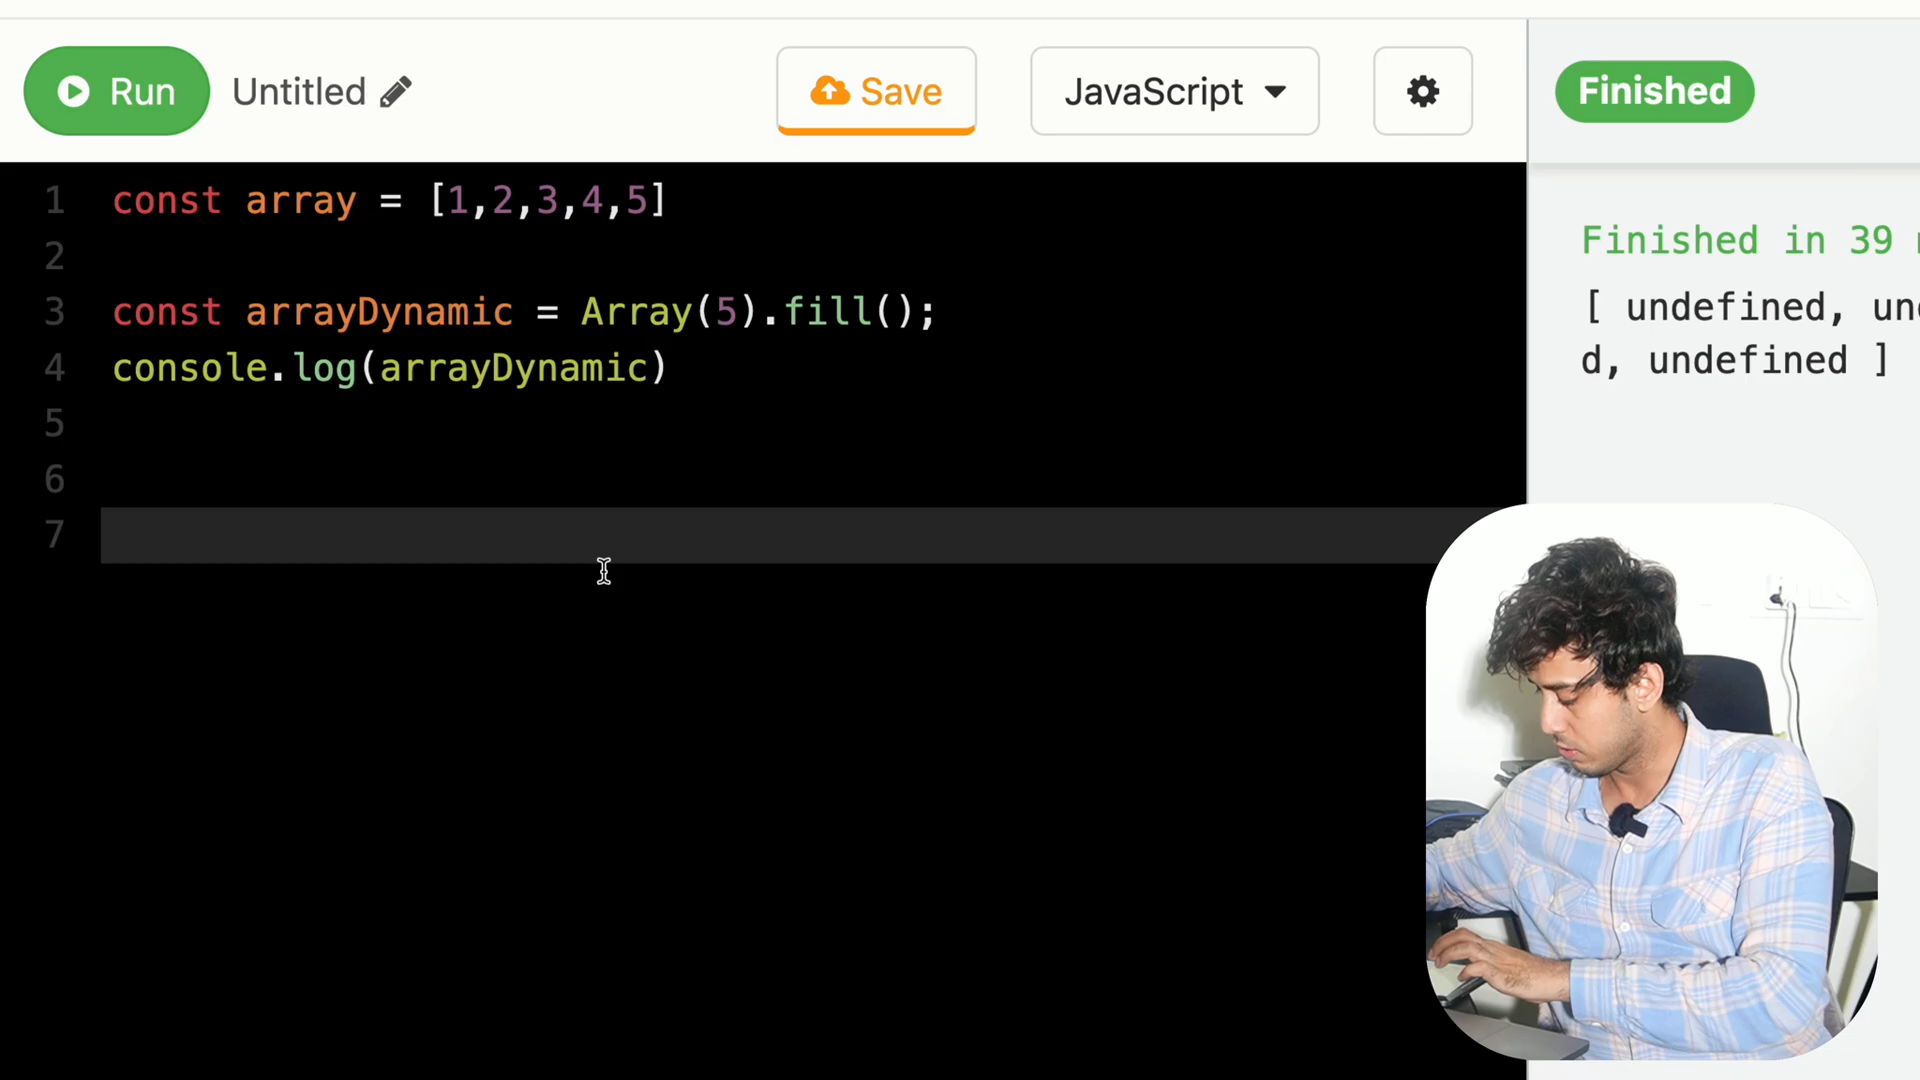 Run Untitled Save JavaScript Finished
1 const array = [1,2,3,4,5]
2
3 const arrayDynamic = Array(5).fill();
4 console.log(arrayDynamic)
5
6
7
Finished in 39
[ undefined,
d, undefined ]